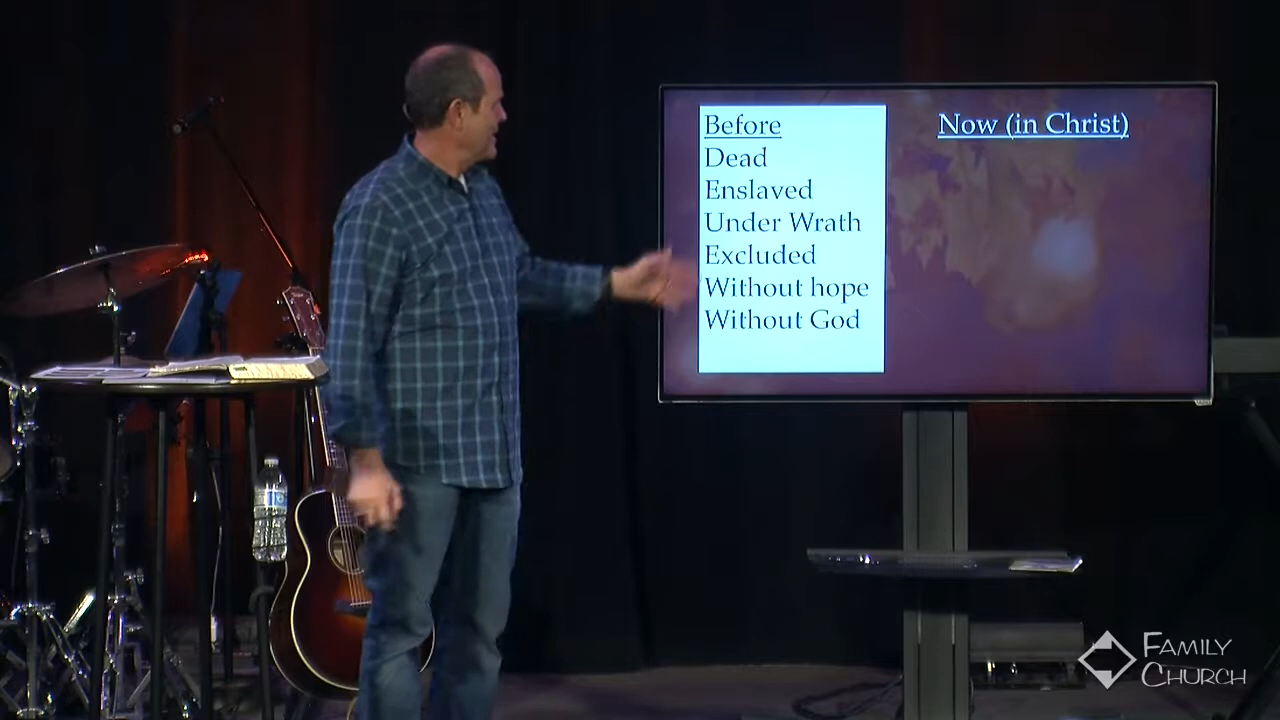 Before
Dead
Enslaved
Under Wrath
Excluded
Without hope
Without God
Now (in Christ)
Family
Church